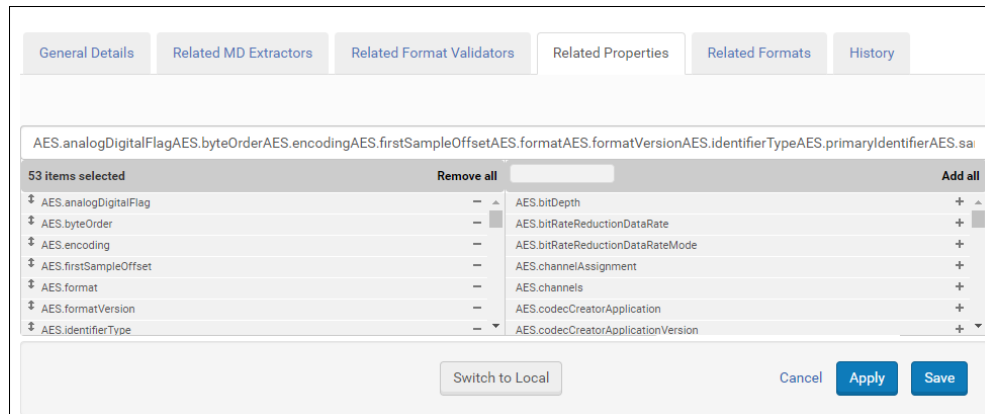 General Details Related MD Extractors Related Format Validators Related Properties Related Formats History
AES.analogDigitalFlagAES.byteOrderAES.encodingAES.firstSampleOffsetAES.formatAES.formatVersionAES.identifierTypeAES.primaryIdentifierAES.sa
53 items selected Remove all Add all
AES.analogDigitalFlag AES.bitDepth
AES.byteOrder AES.bitRateReductionDataRate
AES.encoding AES.bitRateReductionDataRateMode
AES.firstSampleOffset AES.channelAssignment
AES.format AES.channels
AES.formatVersion AES.codecCreatorApplication
AES.identifierType AES.codecCreatorApplicationVersion
Switch to Local Cancel Apply Save